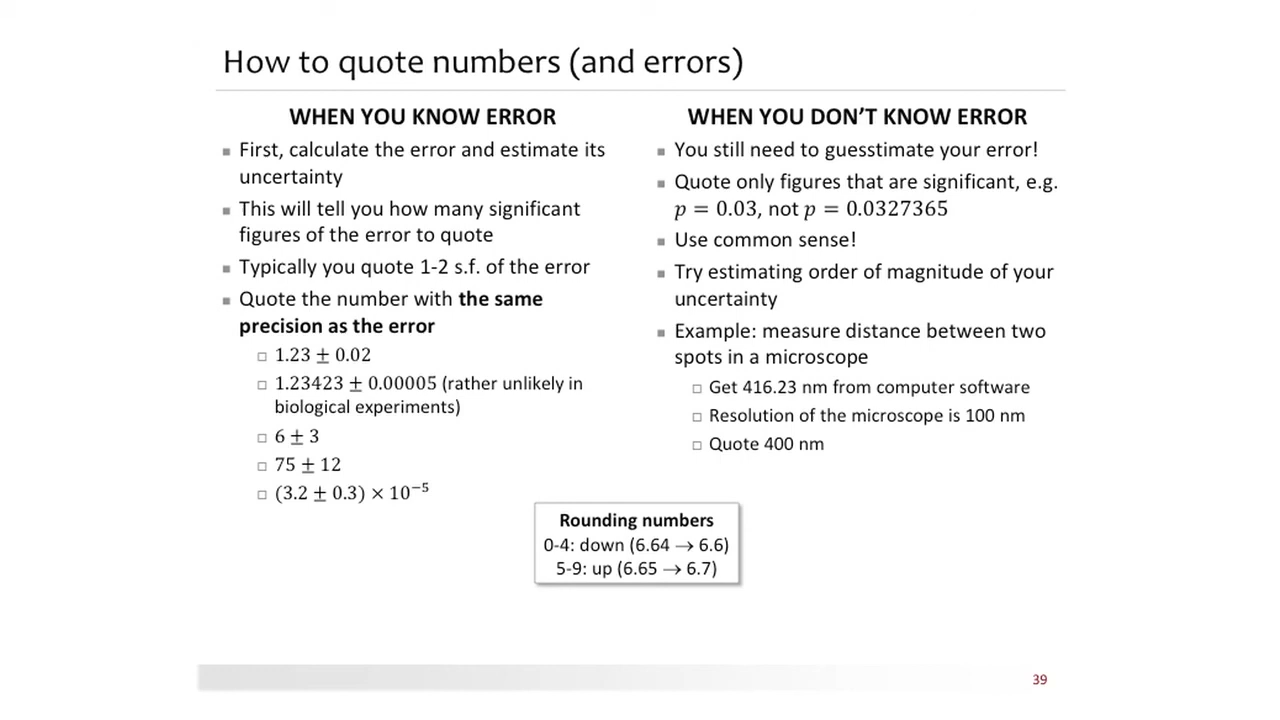 How to quote numbers (and errors)
WHEN YOU KNOW ERROR
■ First, calculate the error and estimate its
uncertainty
■ This will tell you how many significant
figures of the error to quote
■ Typically you quote 1-2 s.f. of the error
■ Quote the number with the same
precision as the error
□ 1.23 ± 0.02
□ 1.23423 ± 0.00005 (rather unlikely in
biological experiments)
□ 6 ± 3
□ 75 ± 12
□ (3.2 ± 0.3) × 10⁻⁵
WHEN YOU DON’T KNOW ERROR
■ You still need to guesstimate your error!
■ Quote only figures that are significant, e.g.
p = 0.03, not p = 0.0327365
■ Use common sense!
■ Try estimating order of magnitude of your
uncertainty
■ Example: measure distance between two
spots in a microscope
□ Get 416.23 nm from computer software
□ Resolution of the microscope is 100 nm
□ Quote 400 nm
Rounding numbers
0-4: down (6.64 → 6.6)
5-9: up (6.65 → 6.7)
39